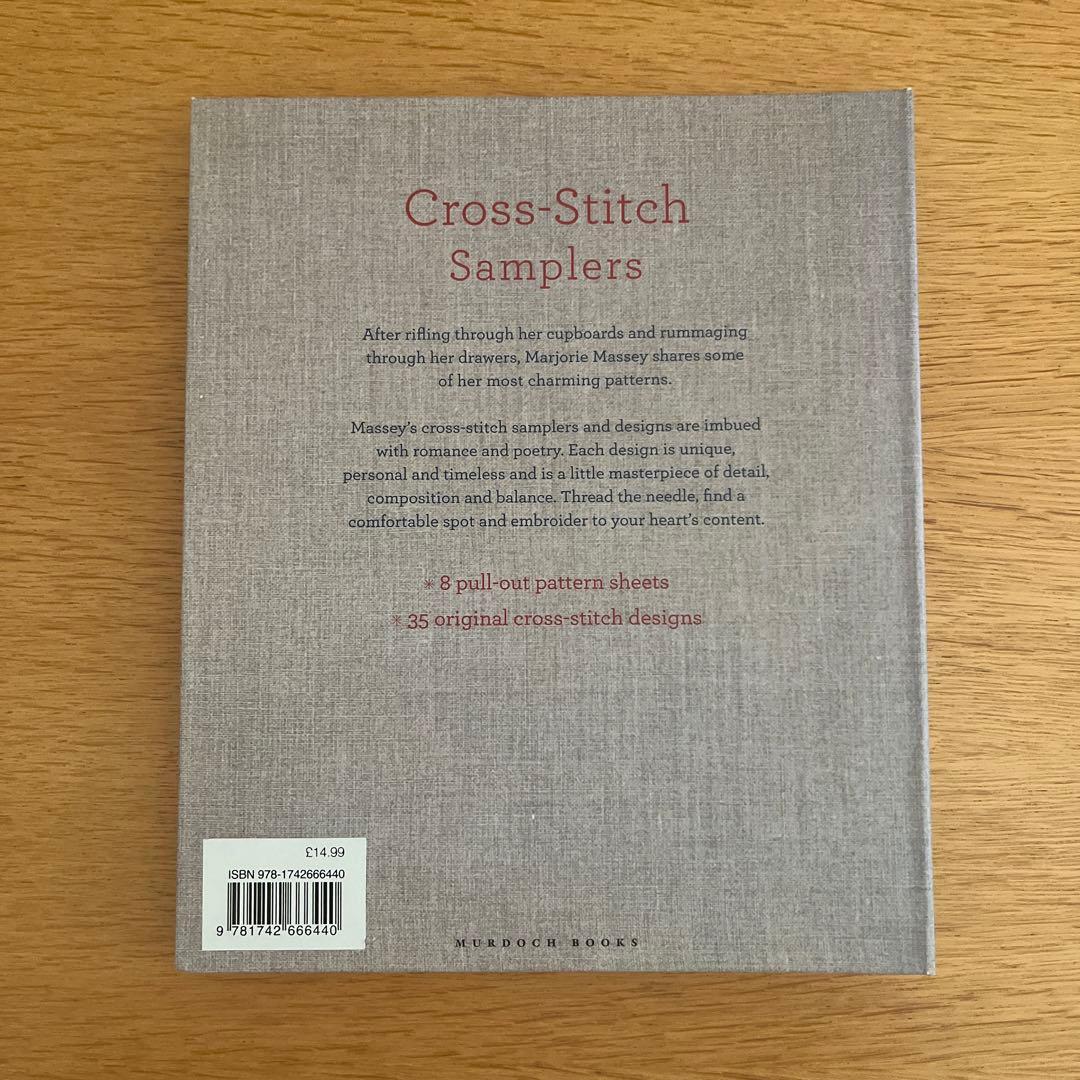 Cross-Stitch
Samplers
After rifling through her cupboards and rummaging
through her drawers, Marjorie Massey shares some
of her most charming patterns.
Massey's cross-stitch samplers and designs are imbued
with romance and poetry. Each design is unique,
personal and timeless and is a little masterpiece of detail,
composition and balance. Thread the needle, find a
comfortable spot and embroider to your heart's content.
* 8 pull-out pattern sheets
* 35 original cross-stitch designs
£14.99
ISBN 978-1742666440
9 781742 666440
MURDOCH BOOKS